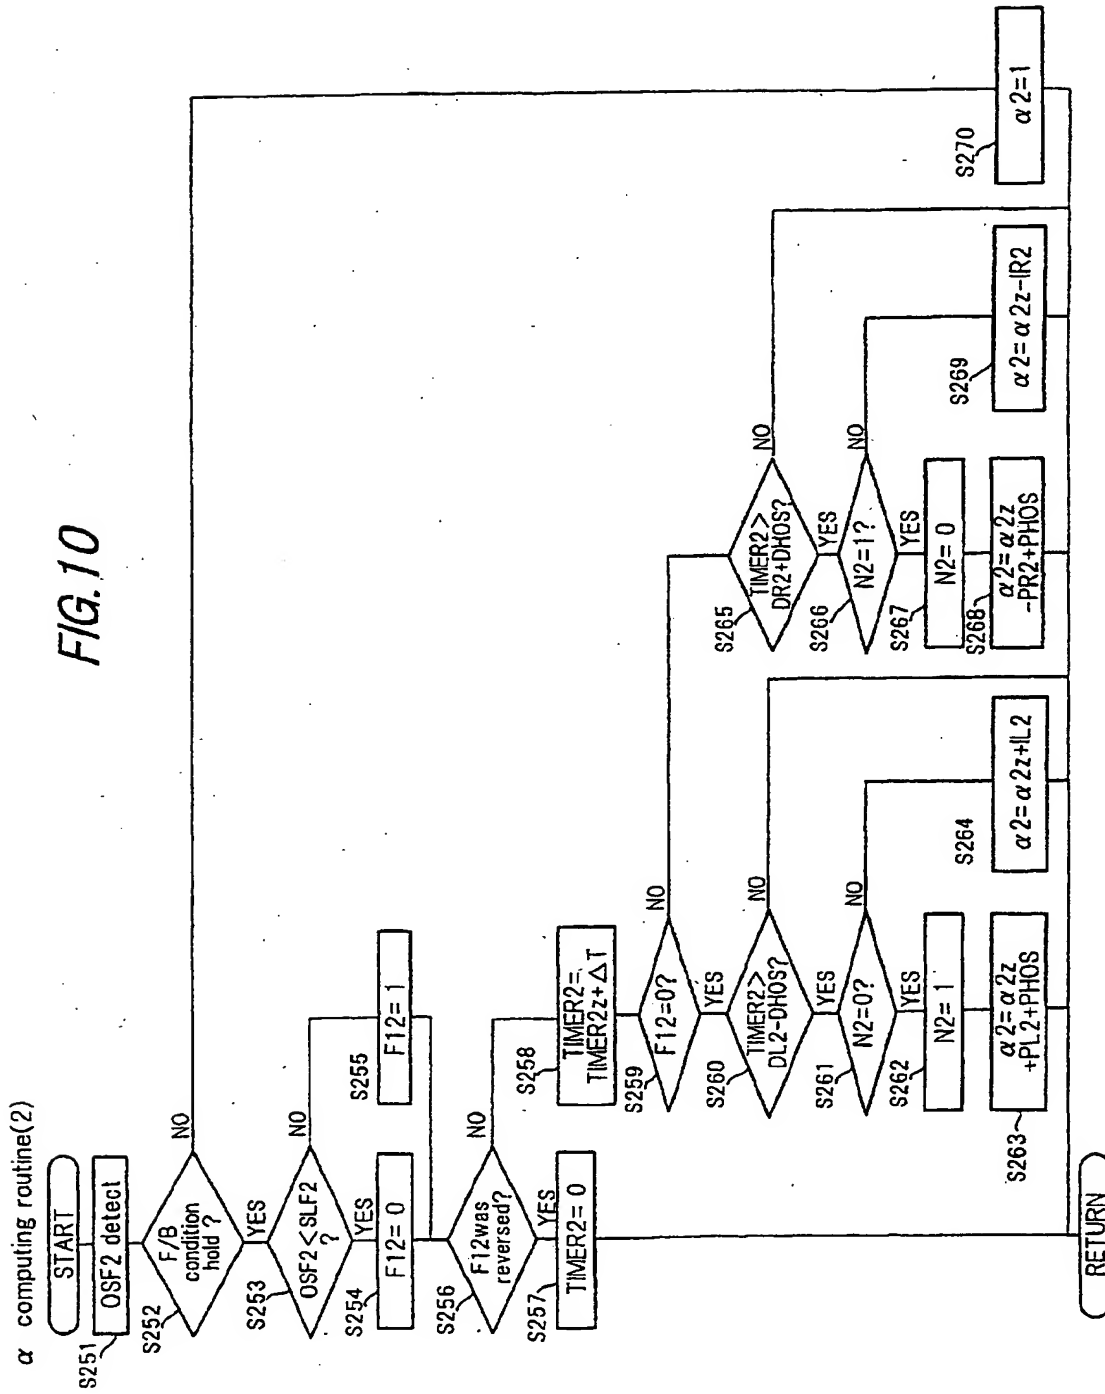 FIG. 10
α computing routine(2)
START
S251
OSF2 detect
S252
F/B
condition
hold ?
NO
YES
S253
OSF2<SLF2
?
NO
YES
S254
F12= 0
S255
F12= 1
S256
F12was
reversed?
NO
YES
S257
TIMER2= 0
S258
TIMER2=
TIMER2z+△T
S259
F12=0?
NO
YES
S260
TIMER2>
DL2-DHOS?
NO
YES
S261
N2=0?
NO
YES
S262
N2= 1
S263
α2=α2z
+PL2+PHOS
S264
α2=α2z+IL2
S265
TIMER2>
DR2+DHOS?
NO
YES
S266
N2=1?
NO
YES
S267
N2= 0
S268
α2=α2z
-PR2+PHOS
S269
α2=α2z-IR2
S270
α2=1
RETURN